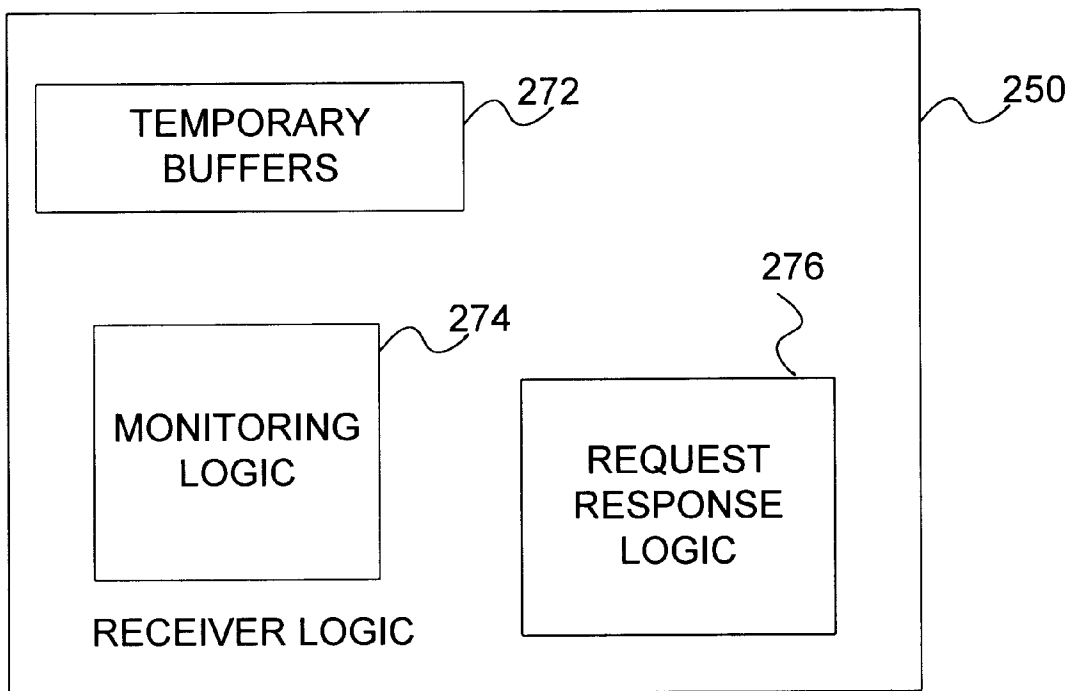 272
250
TEMPORARY
BUFFERS
276
274
MONITORING
LOGIC
REQUEST
RESPONSE
LOGIC
RECEIVER LOGIC